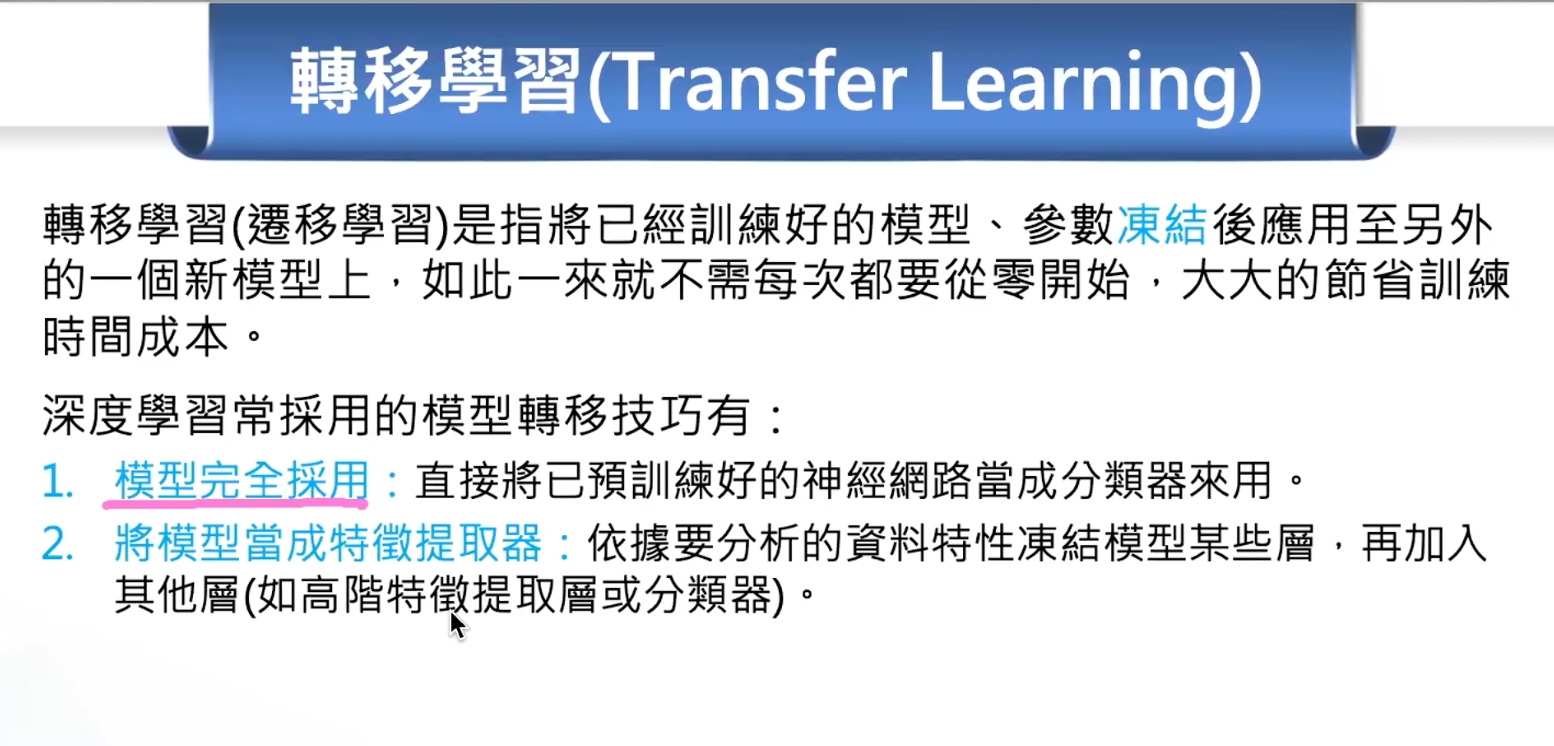 轉移學習(Transfer Learning)
轉移學習(遷移學習)是指將已經訓練好的模型、參數凍結後應用至另外
的一個新模型上，如此一來就不需每次都要從零開始，大大的節省訓練
時間成本。
深度學習常採用的模型轉移技巧有：
1. 模型完全採用：直接將已預訓練好的神經網路當成分類器來用。
2. 將模型當成特徵提取器：依據要分析的資料特性凍結模型某些層，再加入
其他層(如高階特徵提取層或分類器)。